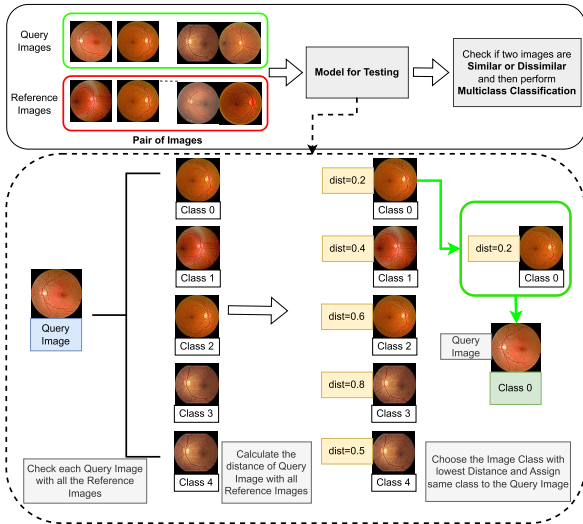 Query
Images
Reference
Images
Pair of Images
Model for Testing
Check if two images are
Similar or Dissimilar
and then perform
Multiclass Classification
Query
Image
Check each Query Image
with all the Reference
Images
Class 0
Class 1
Class 2
Class 3
Class 4
Calculate the
distance of Query
Image with all
Reference Images
dist=0.2
Class 0
dist=0.4
Class 1
dist=0.6
Class 2
dist=0.8
Class 3
dist=0.5
Class 4
dist=0.2
Class 0
Query
Image
Class 0
Choose the Image Class with
lowest Distance and Assign
same class to the Query Image